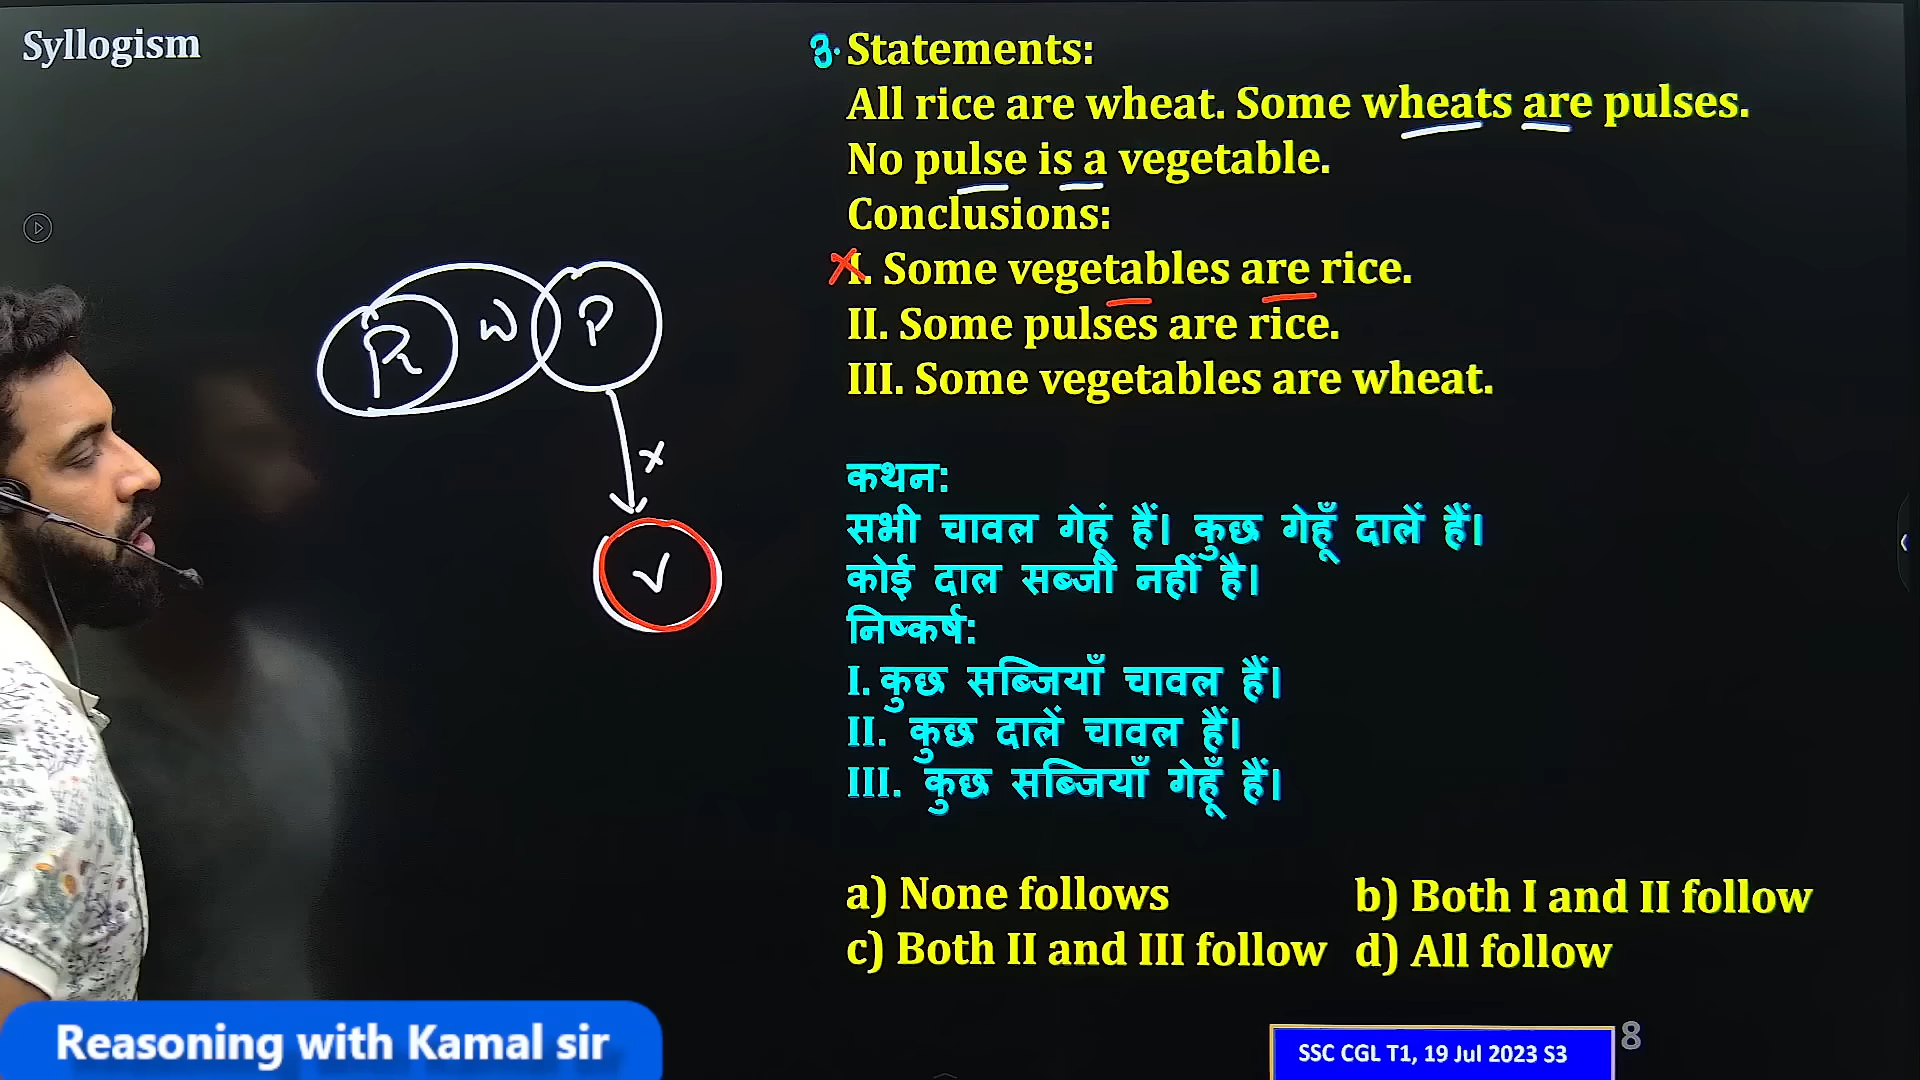 Syllogism
3. Statements:
All rice are wheat. Some wheats are pulses.
No pulse is a vegetable.
Conclusions:
I. Some vegetables are rice.
II. Some pulses are rice.
III. Some vegetables are wheat.
R W P
x
V
कथन:
सभी चावल गेहूं हैं। कुछ गेहूँ दालें हैं।
कोई दाल सब्जी नहीं है।
निष्कर्ष:
I. कुछ सब्जियाँ चावल हैं।
II. कुछ दालें चावल हैं।
III. कुछ सब्जियाँ गेहूँ हैं।
a) None follows b) Both I and II follow
c) Both II and III follow d) All follow
Reasoning with Kamal sir
SSC CGL T1, 19 Jul 2023 S3
8